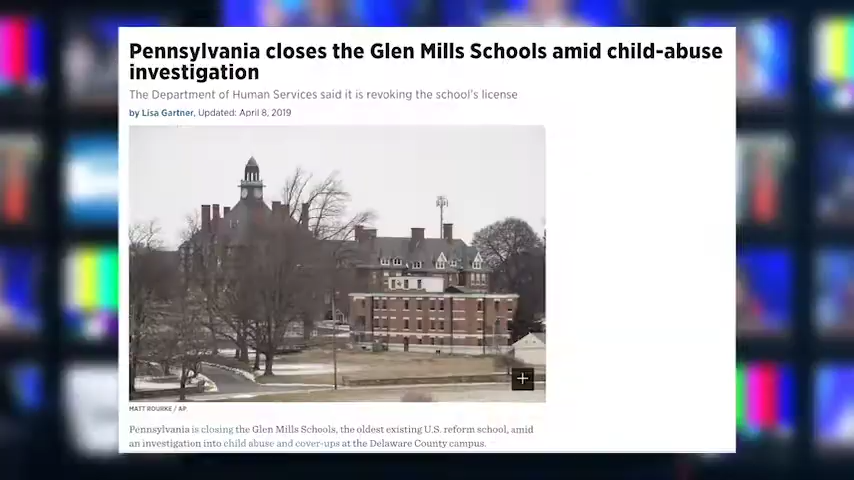 Pennsylvania closes the Glen Mills Schools amid child-abuse
investigation
The Department of Human Services said it is revoking the school's license
by Lisa Gartner, Updated: April 8, 2019
MATT ROURKE / AP
Pennsylvania is closing the Glen Mills Schools, the oldest existing U.S. reform school, amid
an investigation into child abuse and cover-ups at the Delaware County campus.